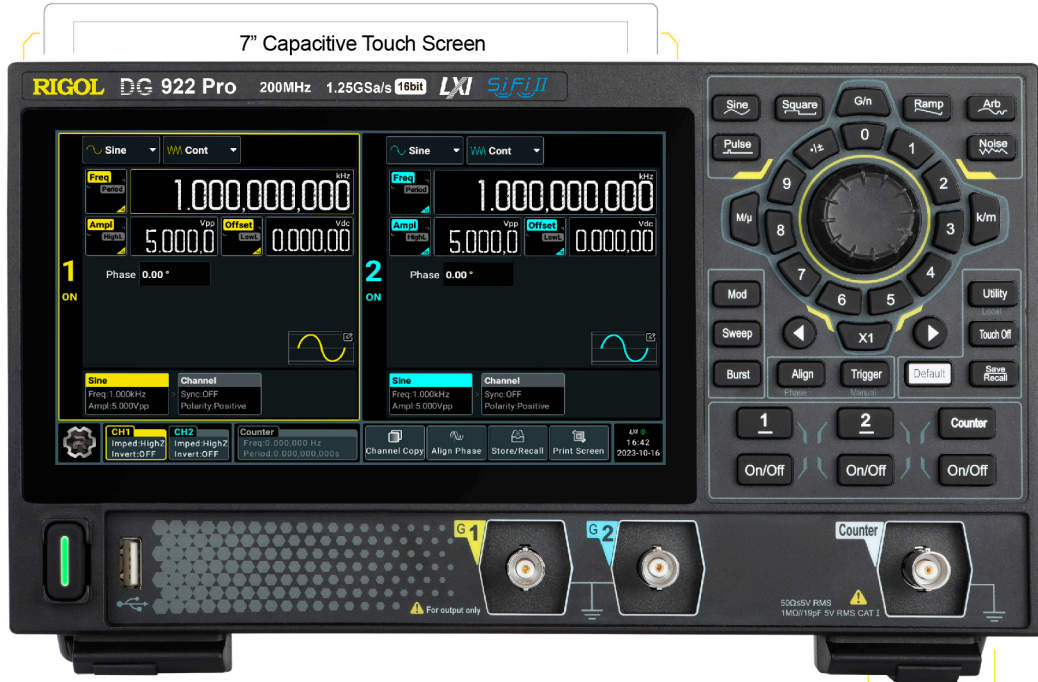 7” Capacitive Touch Screen
RIGOL DG 922 Pro 200MHz 1.25GSa/s 16bit LXI SiFi II
Sine Cont
Freq Period 1.000,000,000 kHz
Ampl HighL 5.000,0 Vpp Offset LowL 0.000,00 Vdc
Phase 0.00 °
1
ON
Sine
Freq:1.000kHz
Ampl:5.000Vpp
Channel
Sync:OFF
Polarity:Positive
Sine Cont
Freq Period 1.000,000,000 kHz
Ampl HighL 5.000,0 Vpp Offset LowL 0.000,00 Vdc
Phase 0.00 °
2
ON
Sine
Freq:1.000kHz
Ampl:5.000Vpp
Channel
Sync:OFF
Polarity:Positive
CH1
Imped:HighZ
Invert:OFF
CH2
Imped:HighZ
Invert:OFF
Counter
Freq:0.000,000 Hz
Period:0.000,000,000s
Channel Copy
Align Phase
Store/Recall
Print Screen
LXI
16:42
2023-10-16
Sine Square G/n Ramp Arb
Pulse •/± 0 1 Noise
9 2
M/µ 8 3 k/m
7 4
6 5
X1
Mod
Sweep
Burst
Utility
Local
Touch Off
Align
Phase
Trigger
Manual
Default
Save
Recall
1 2 Counter
On/Off On/Off On/Off
G1
G2
Counter
For output only
50Ω≤5V RMS
1MΩ//19pF 5V RMS CAT I